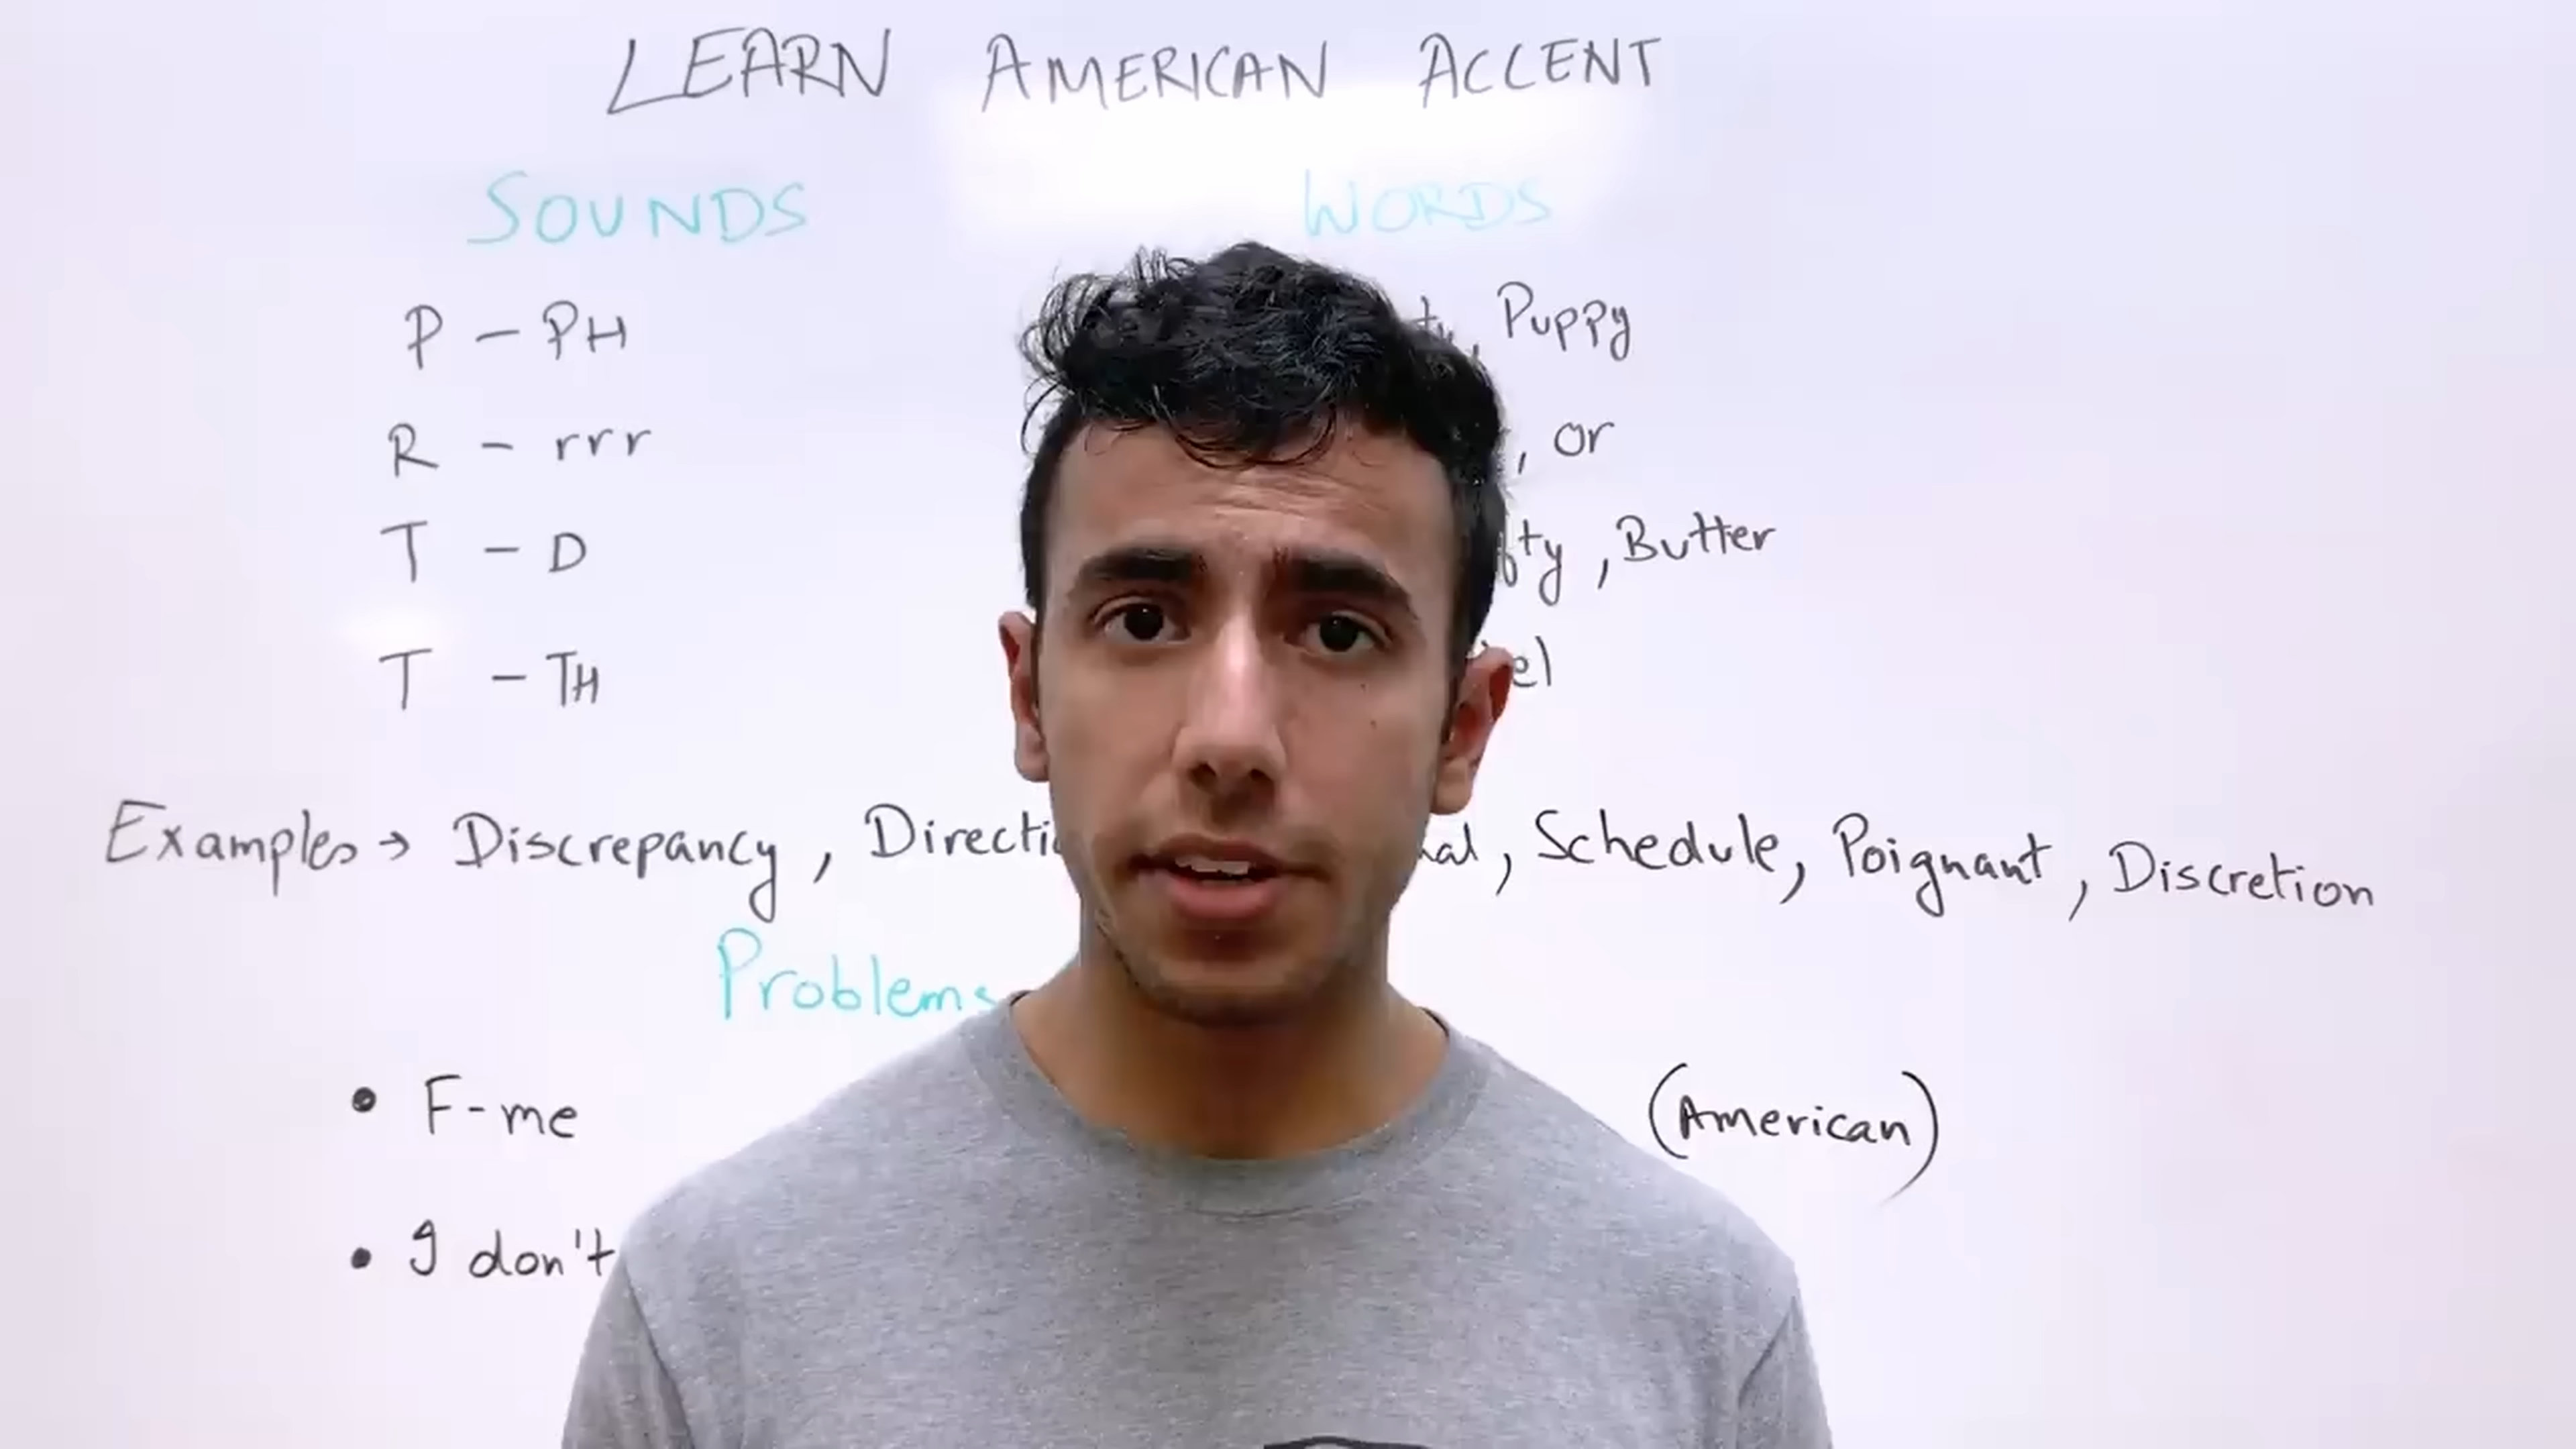 LEARN AMERICAN ACCENT
SOUNDS WORDS
P - PH Puppy
R - rrr , or
T - D , Butter
T - TH
Examples → Discrepancy , , Schedule, Poignant , Discretion
Problems
• F-me (American)
• I don't